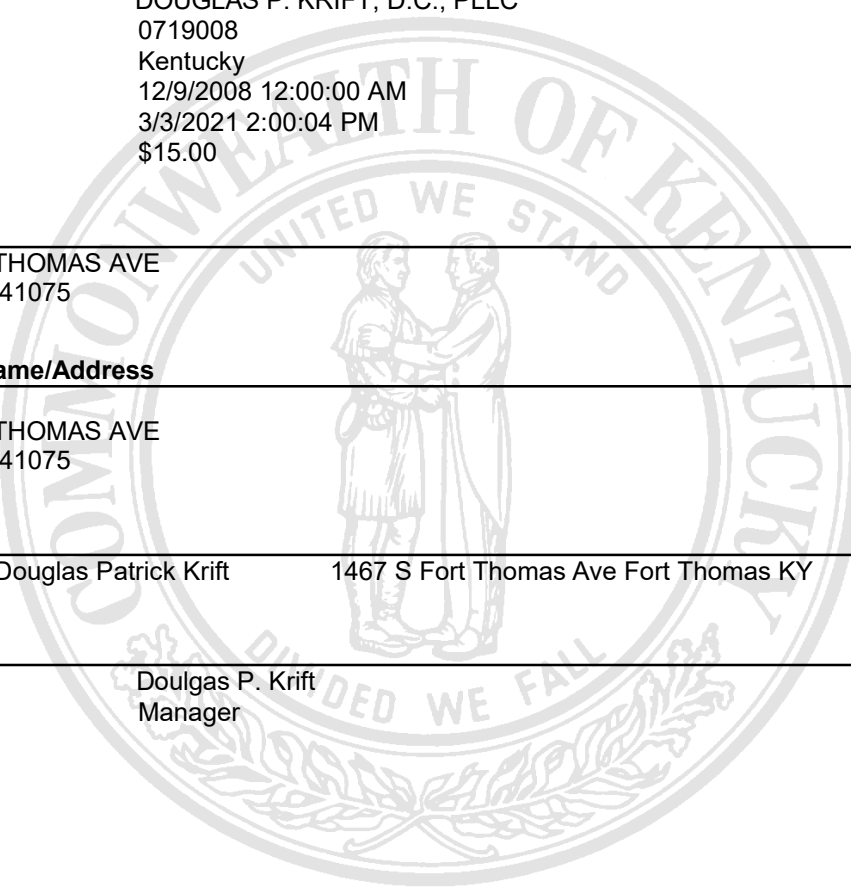 DOUGLAS P. KRIFT, D.C., PLLC
0719008
Kentucky
12/9/2008 12:00:00 AM
3/3/2021 2:00:04 PM
$15.00
THOMAS AVE
41075
ame/Address
THOMAS AVE
41075
Douglas Patrick Krift 1467 S Fort Thomas Ave Fort Thomas KY
Doulgas P. Krift
Manager
COMMONWEALTH OF KENTUCKY
UNITED WE STAND
DIVIDED WE FALL